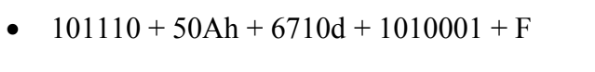 • 101110 + 50Ah + 6710d + 1010001 + F